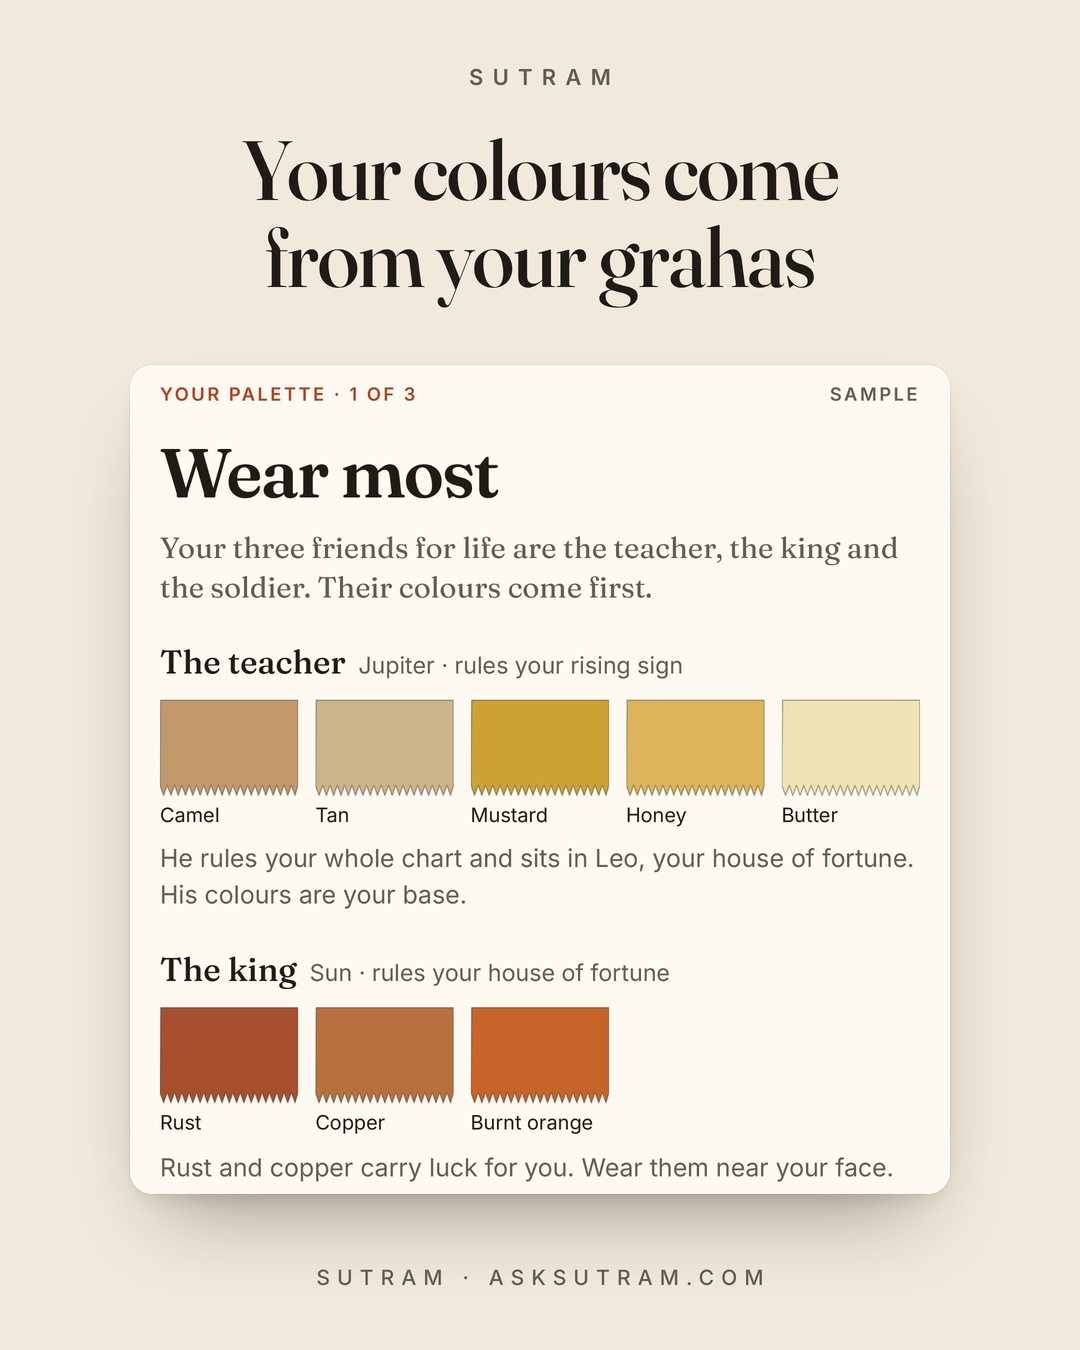 SUTRAM
Your colours come
from your grahas
YOUR PALETTE · 1 OF 3
SAMPLE
Wear most
Your three friends for life are the teacher, the king and
the soldier. Their colours come first.
The teacher Jupiter · rules your rising sign
Camel Tan Mustard Honey Butter
He rules your whole chart and sits in Leo, your house of fortune.
His colours are your base.
The king Sun · rules your house of fortune
Rust Copper Burnt orange
Rust and copper carry luck for you. Wear them near your face.
SUTRAM · ASKSUTRAM.COM